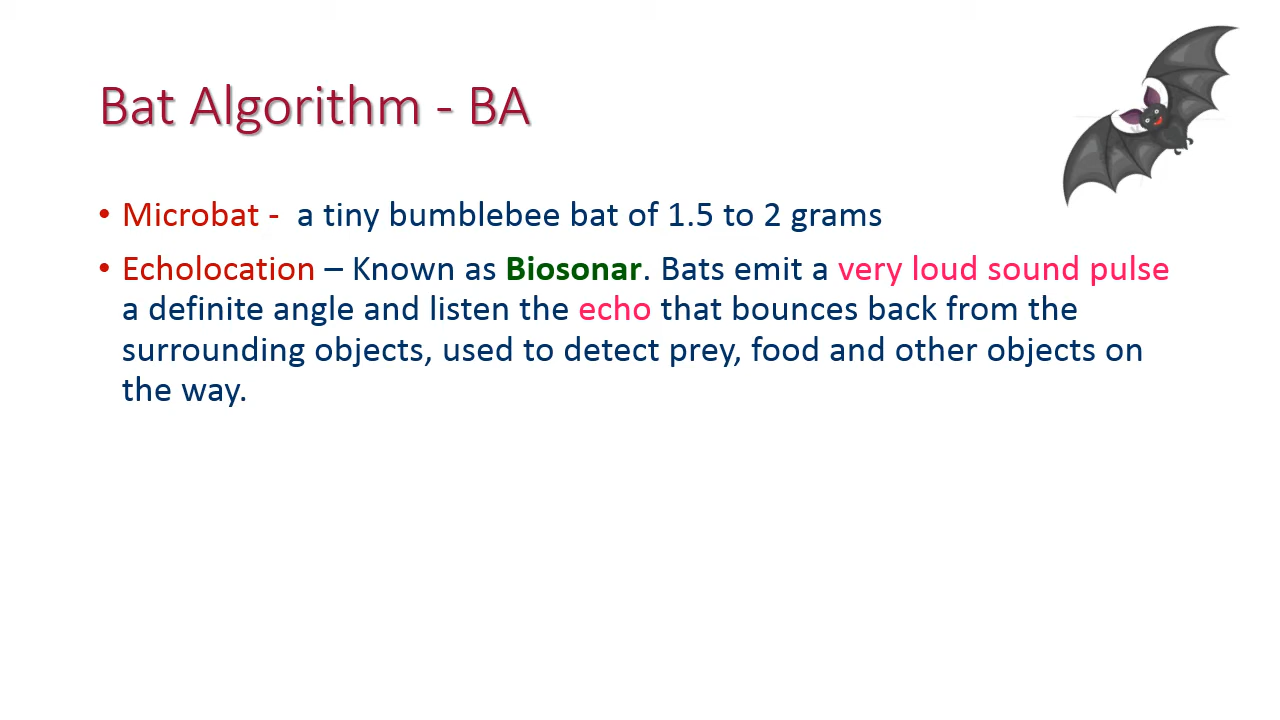 Bat Algorithm - BA
• Microbat - a tiny bumblebee bat of 1.5 to 2 grams
• Echolocation – Known as Biosonar. Bats emit a very loud sound pulse
a definite angle and listen the echo that bounces back from the
surrounding objects, used to detect prey, food and other objects on
the way.